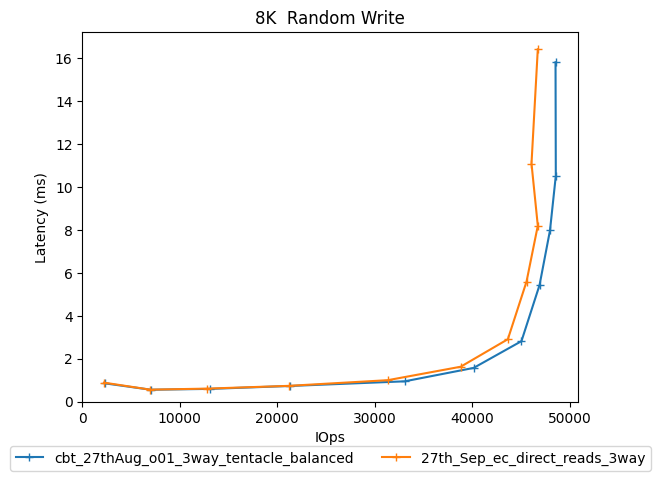 8K  Random Write
Latency (ms)
16
14
12
10
8
6
4
2
0
0 10000 20000 30000 40000 50000
IOps
cbt_27thAug_o01_3way_tentacle_balanced 27th_Sep_ec_direct_reads_3way